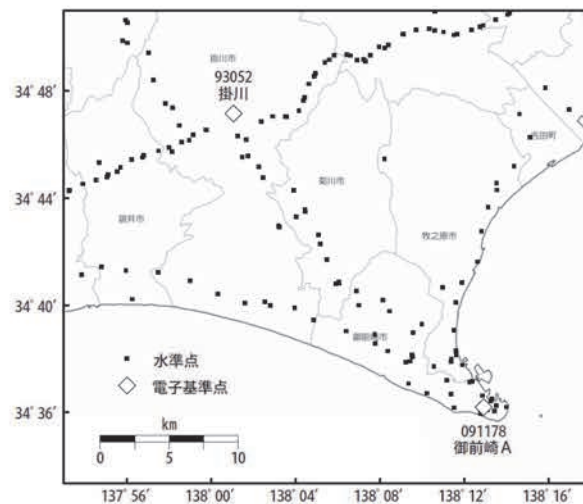 掛川市
93052
掛川
34˚ 48'
吉田町
34˚ 44'
菊川市
袋井市
牧之原市
34˚ 40'
御前崎市
水準点
電子基準点
34˚ 36'
km
0 5 10
091178
御前崎A
137˚ 56' 138˚ 00' 138˚ 04' 138˚ 08' 138˚ 12' 138˚ 16'